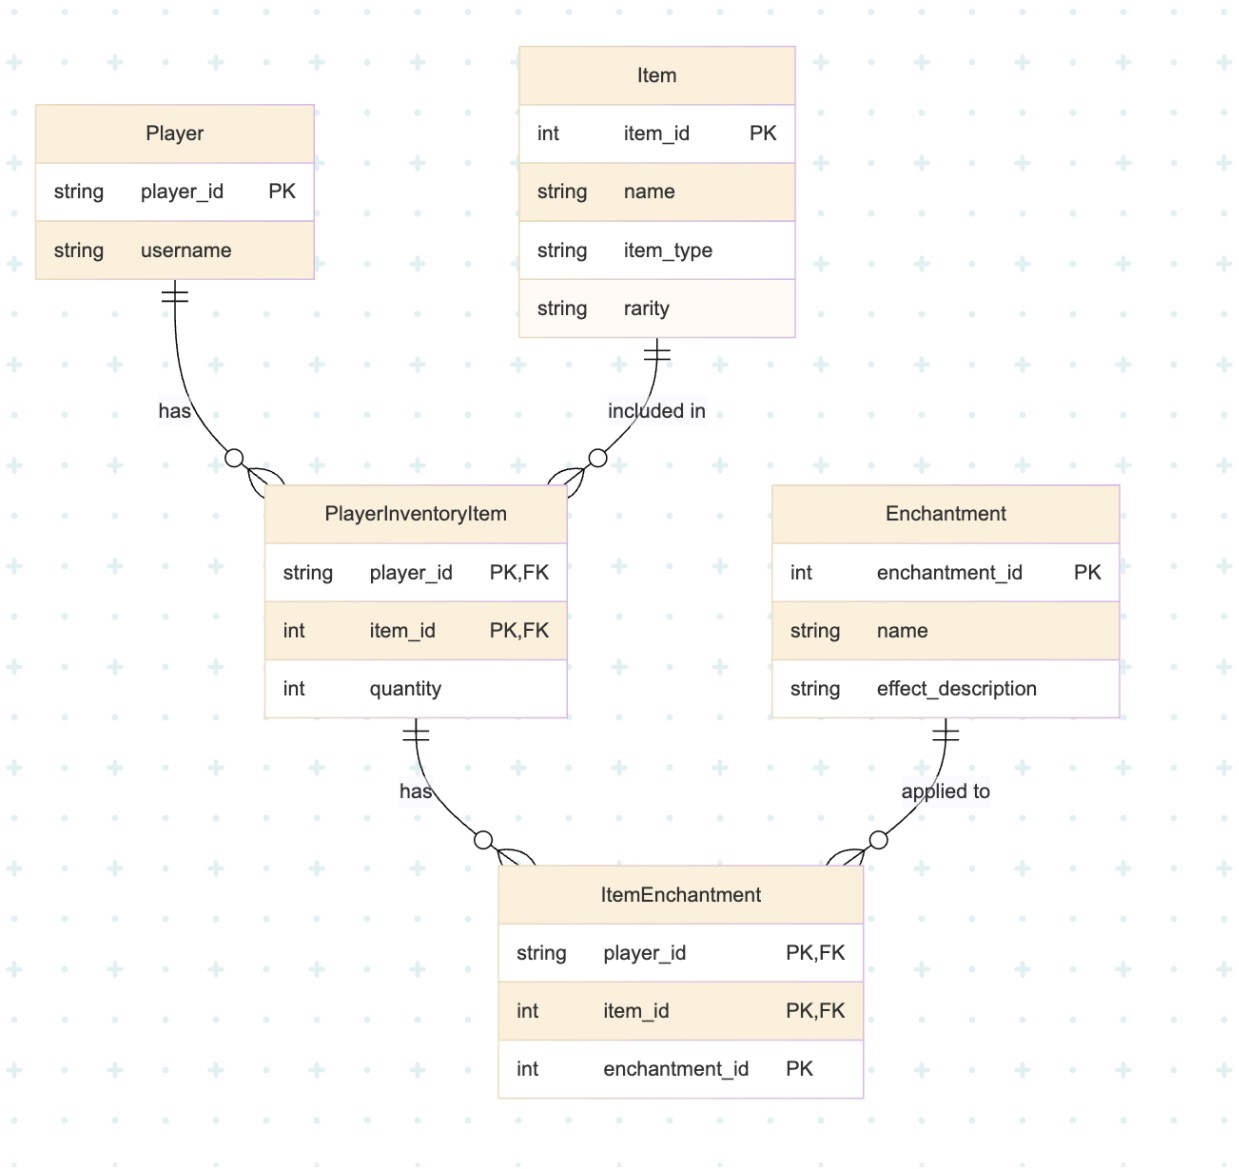 Player
string player_id PK
string username
Item
int item_id PK
string name
string item_type
string rarity
has
included in
PlayerInventoryItem
string player_id PK,FK
int item_id PK,FK
int quantity
Enchantment
int enchantment_id PK
string name
string effect_description
has
applied to
ItemEnchantment
string player_id PK,FK
int item_id PK,FK
int enchantment_id PK